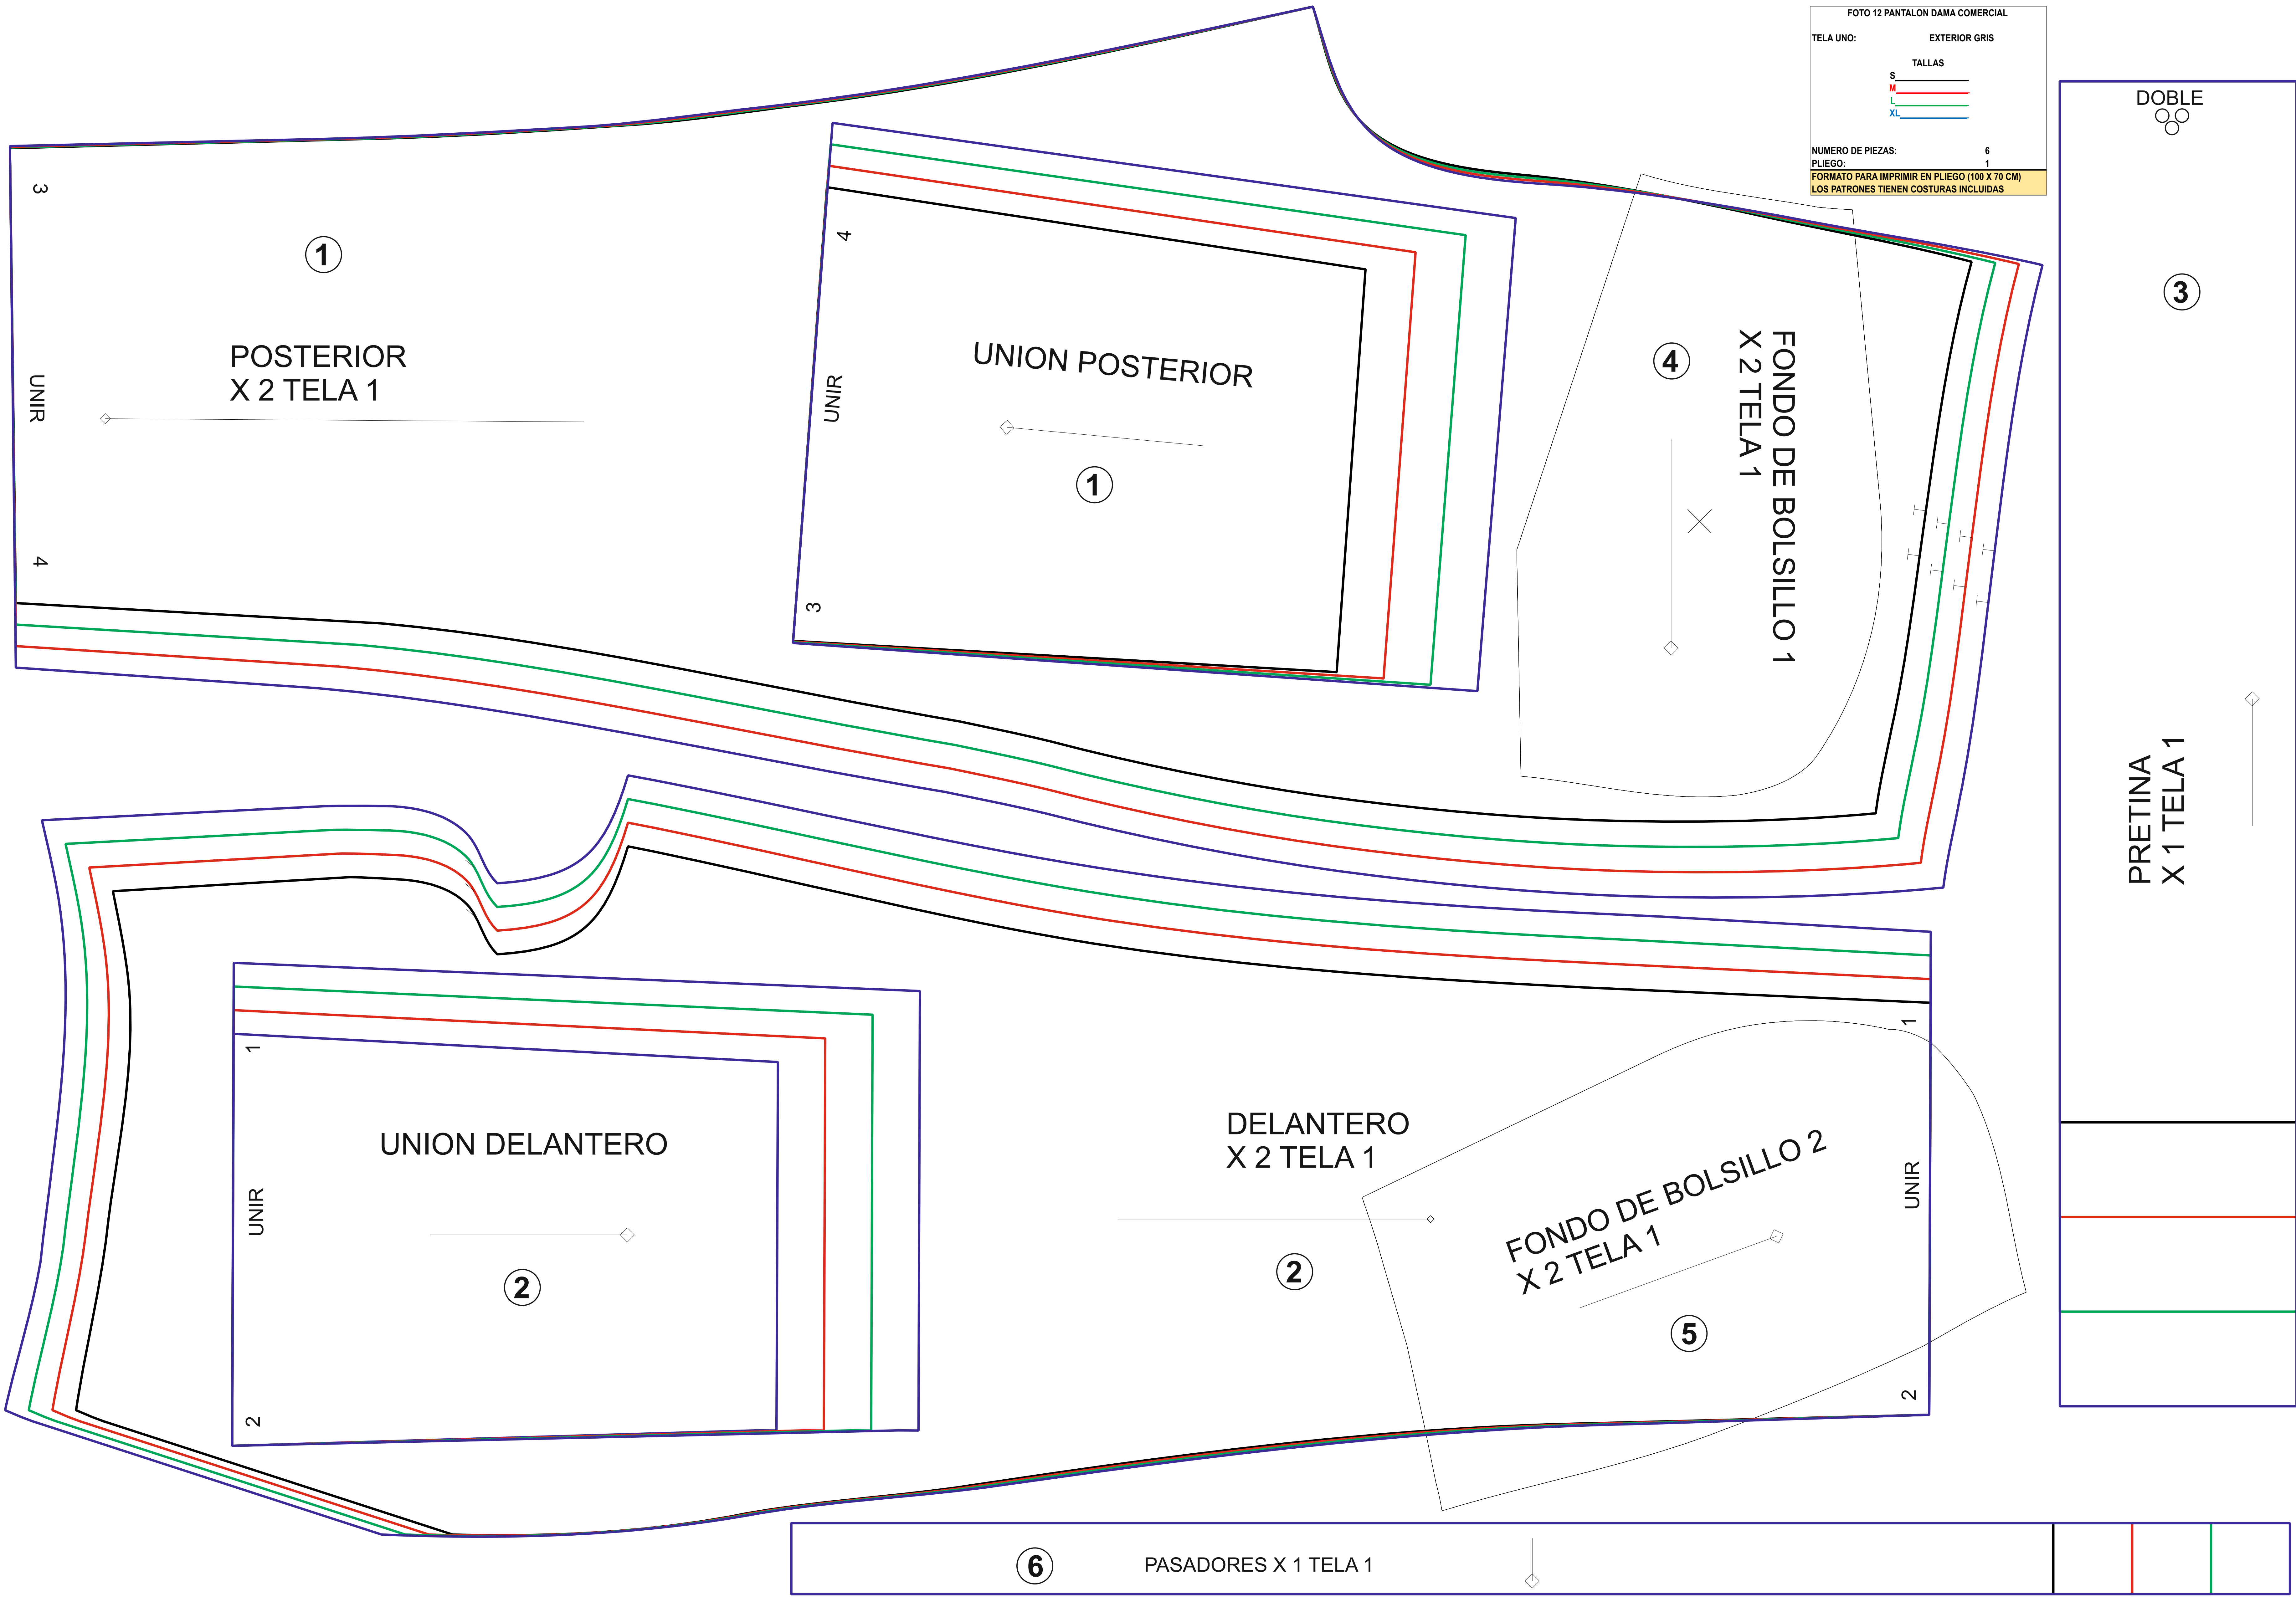 FOTO 12 PANTALON DAMA COMERCIAL
TELA UNO: EXTERIOR GRIS
TALLAS
S
M
L
XL
NUMERO DE PIEZAS: 6
PLIEGO: 1
FORMATO PARA IMPRIMIR EN PLIEGO (100 X 70 CM)
LOS PATRONES TIENEN COSTURAS INCLUIDAS
3
1
POSTERIOR
X 2 TELA 1
UNIR
4
4
UNION POSTERIOR
UNIR
1
3
4
FONDO DE BOLSILLO 1
X 2 TELA 1
DOBLE
3
PRETINA
X 1 TELA 1
1
UNION DELANTERO
UNIR
2
2
DELANTERO
X 2 TELA 1
2
1
UNIR
2
FONDO DE BOLSILLO 2
X 2 TELA 1
5
6
PASADORES X 1 TELA 1